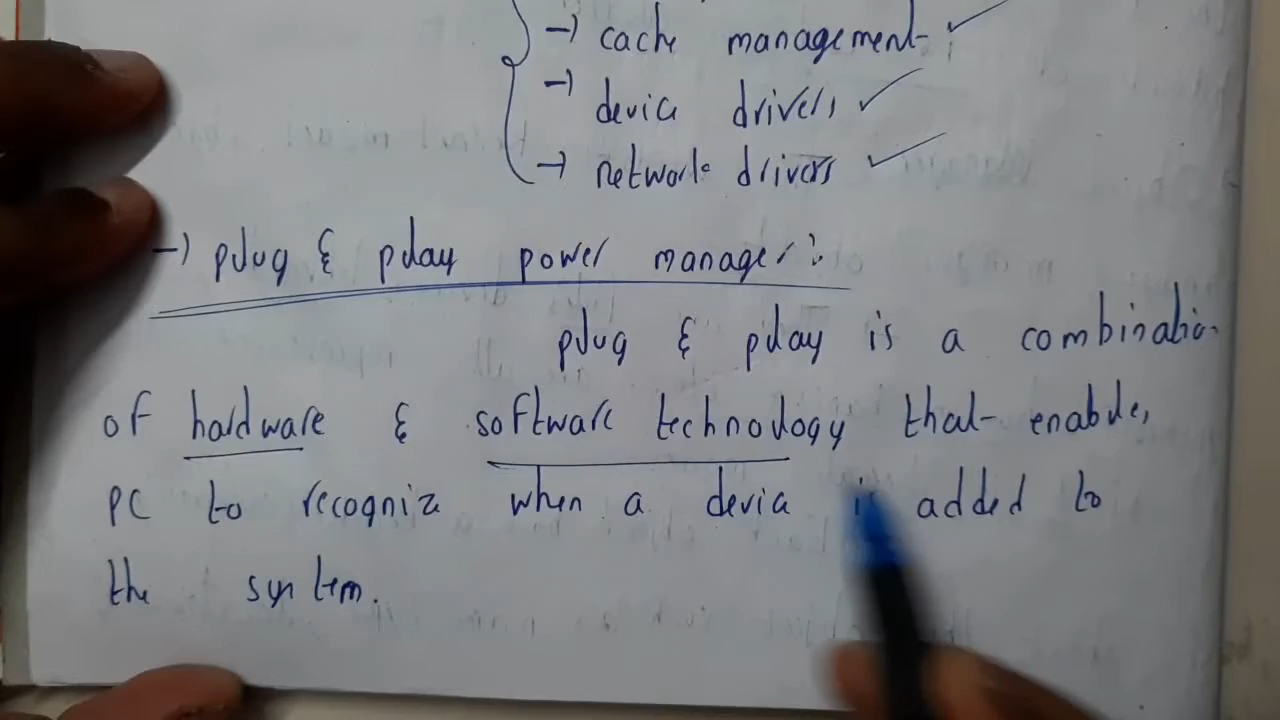 → cache management ✓
→ device drivers ✓
→ network drivers ✓
→ plug & play power manager:
plug & play is a combinatio
of hardware & software technology that enables
PC to recognize when a device is added to
the system.